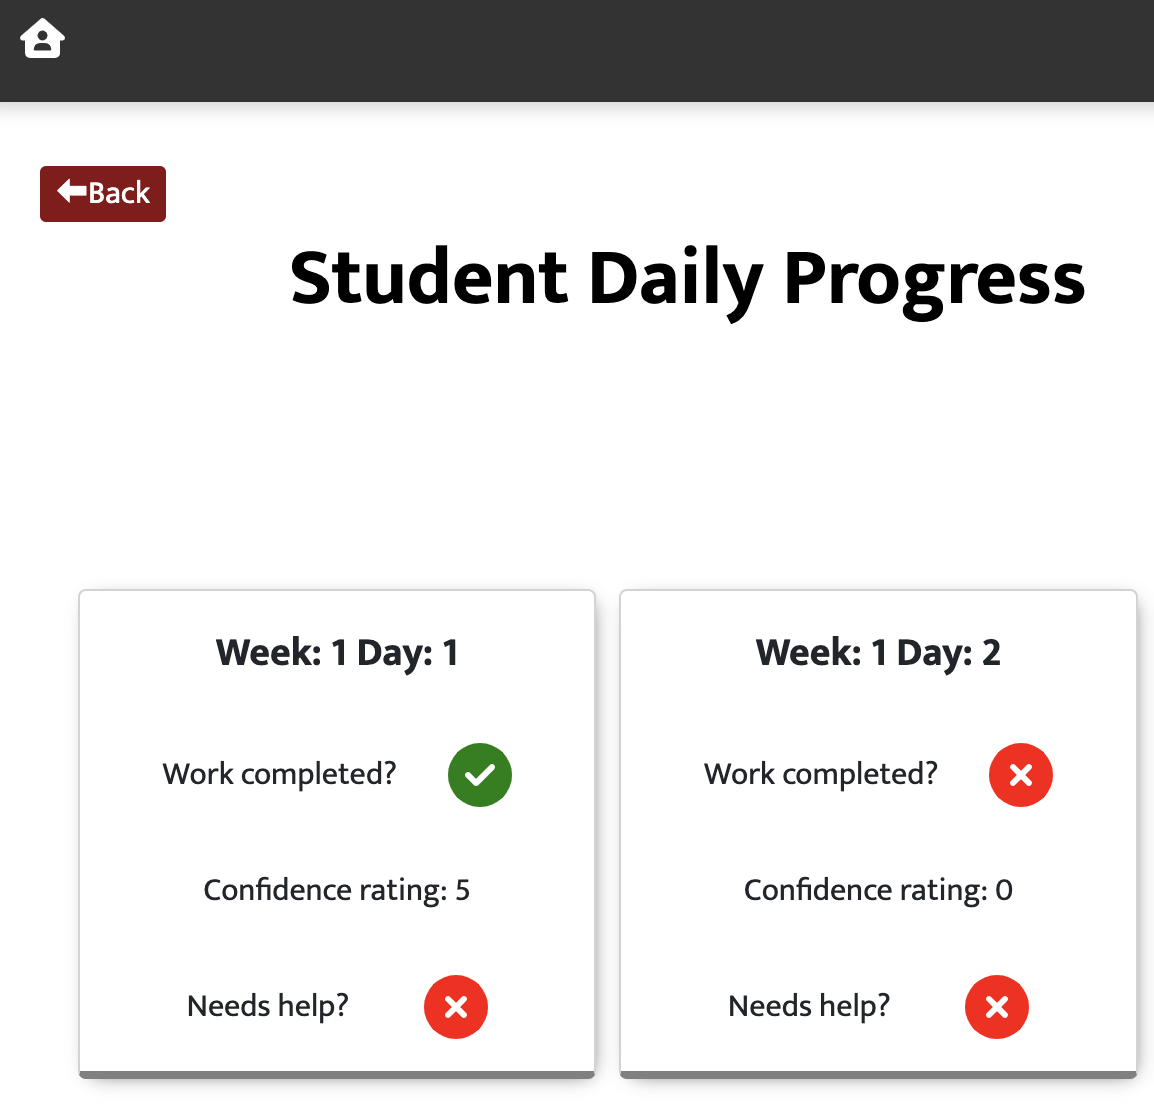 Back
Student Daily Progress
Week: 1 Day: 1
Work completed?
Confidence rating: 5
Needs help?
Week: 1 Day: 2
Work completed?
Confidence rating: 0
Needs help?